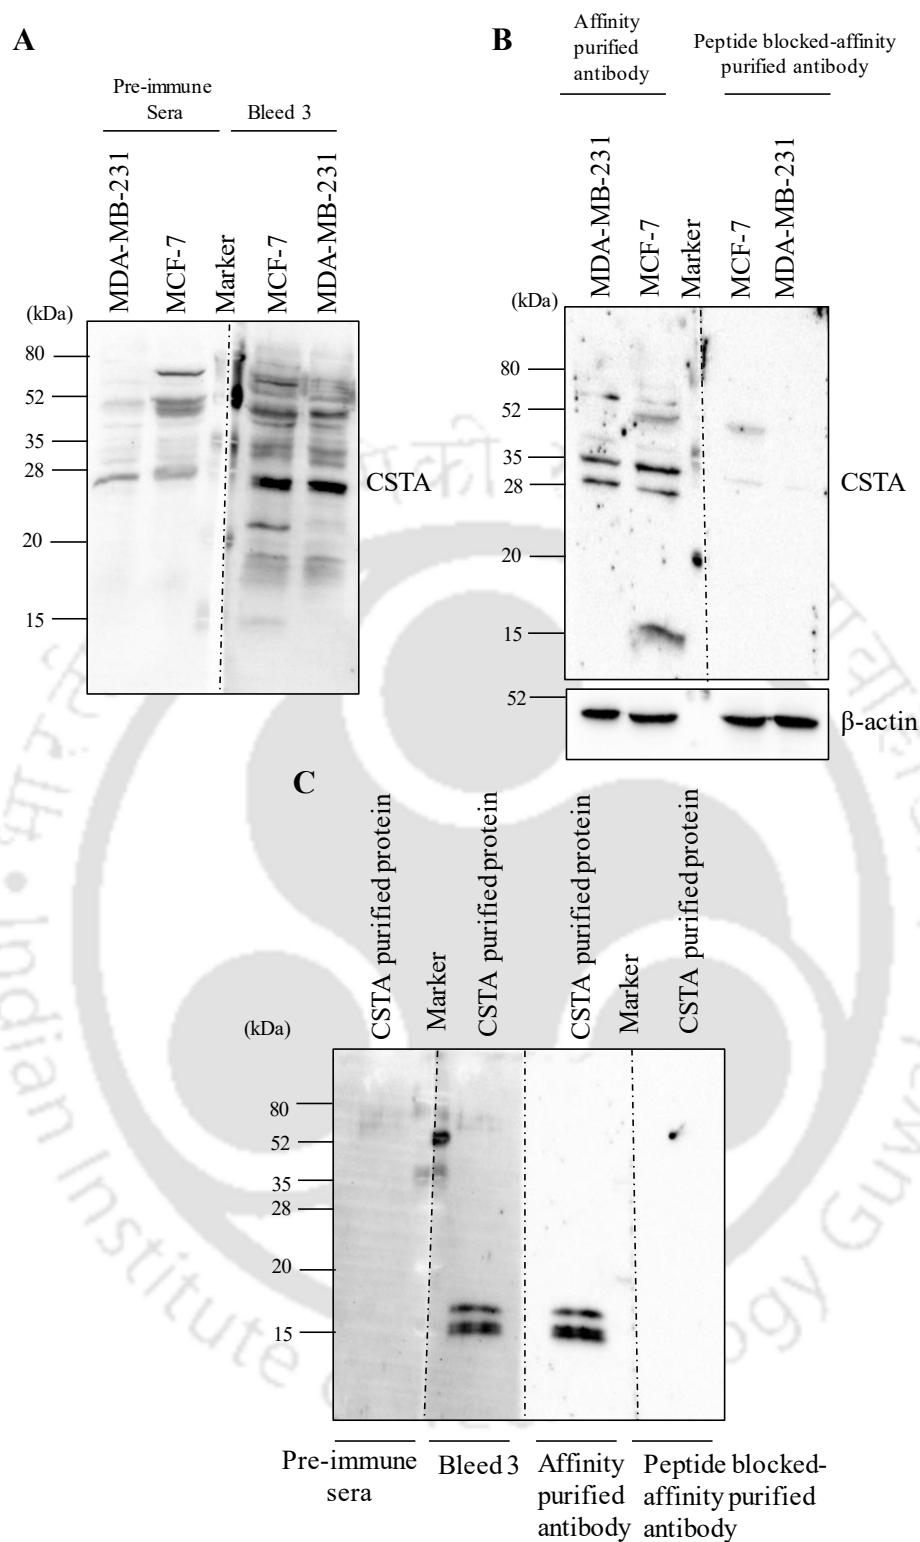 A
Pre-immune
Sera
Bleed 3
MDA-MB-231
MCF-7
Marker
MCF-7
MDA-MB-231
(kDa)
80
52
35
28
20
15
CSTA
B
Affinity
purified
antibody
Peptide blocked-affinity
purified antibody
MDA-MB-231
MCF-7
Marker
MCF-7
MDA-MB-231
(kDa)
80
52
35
28
20
15
CSTA
52
β-actin
C
CSTA purified protein
Marker
CSTA purified protein
CSTA purified protein
Marker
CSTA purified protein
(kDa)
80
52
35
28
20
15
Pre-immune
sera
Bleed 3
Affinity
purified
antibody
Peptide blocked-
affinity purified
antibody
Indian Institute